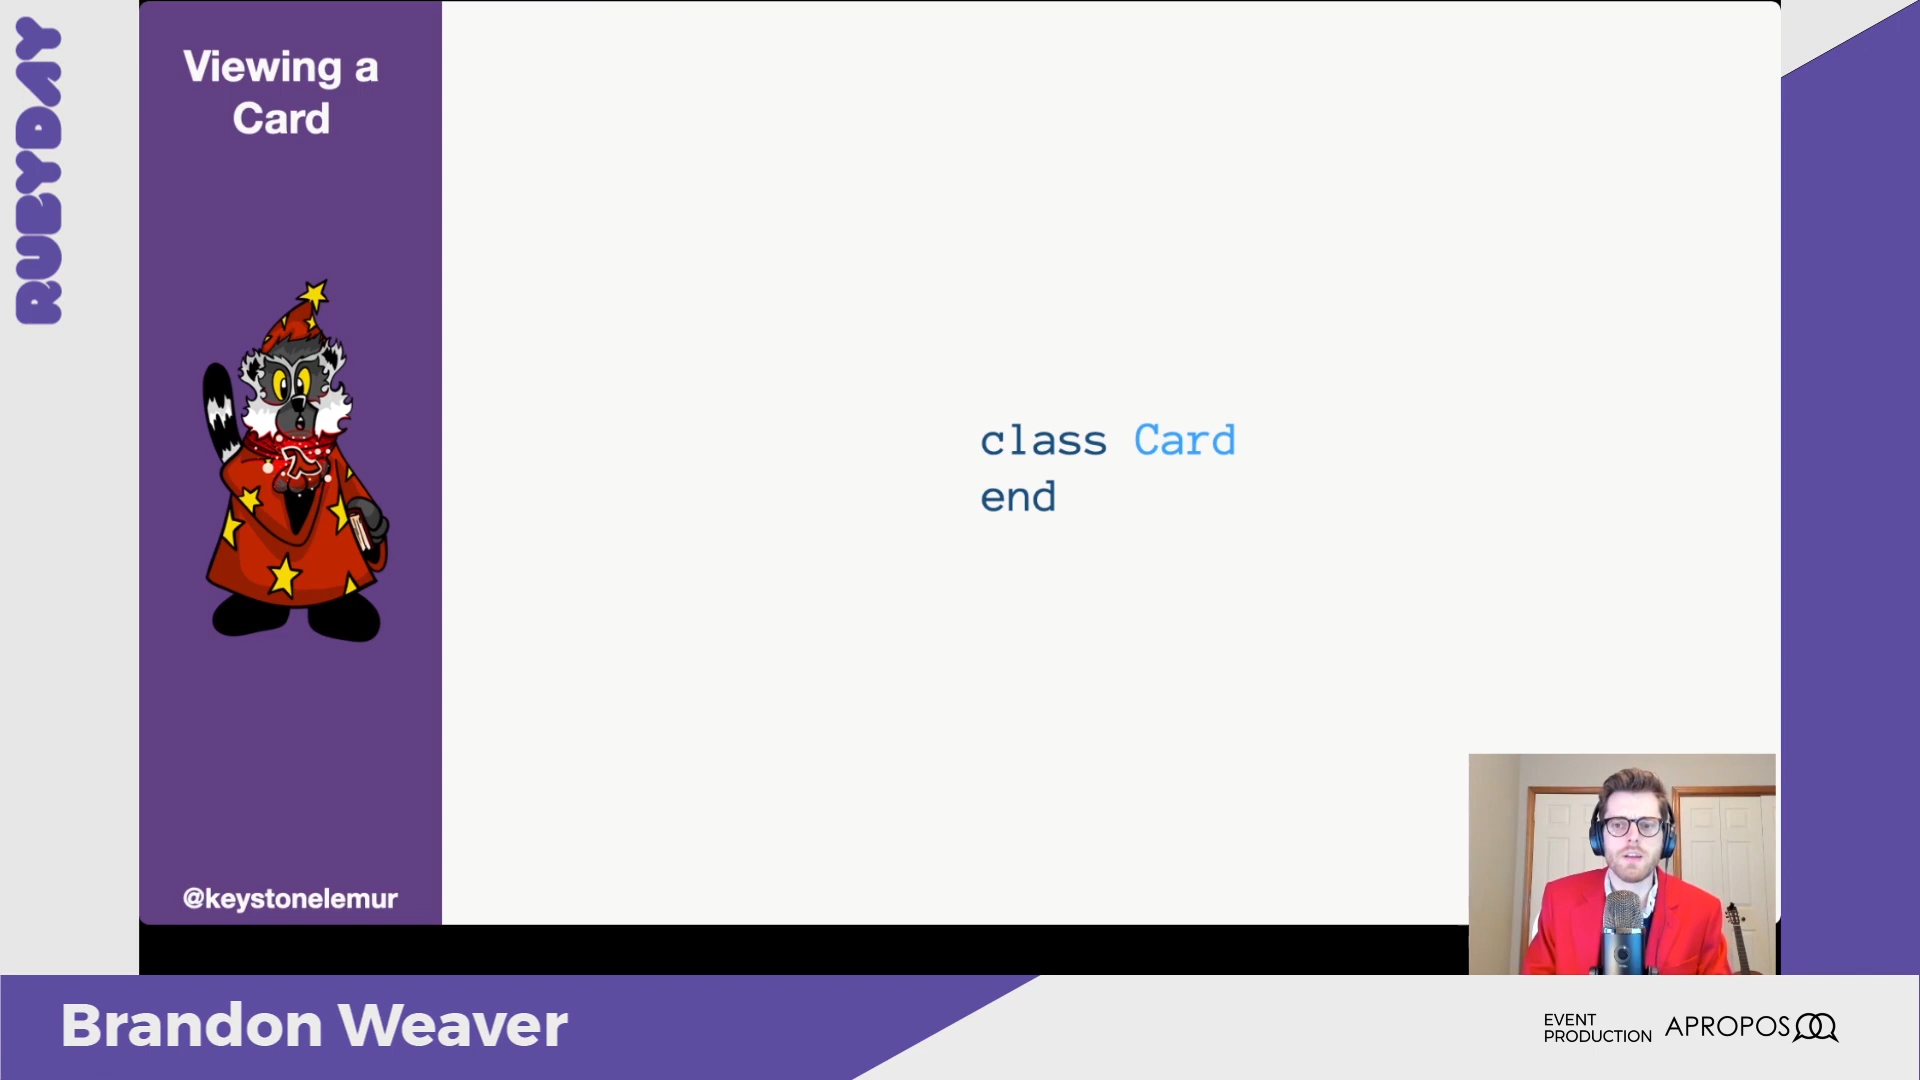 RUBYDAY
Viewing a
Card
class Card
end
@keystonelemur
Brandon Weaver
EVENT
PRODUCTION
APROPOS